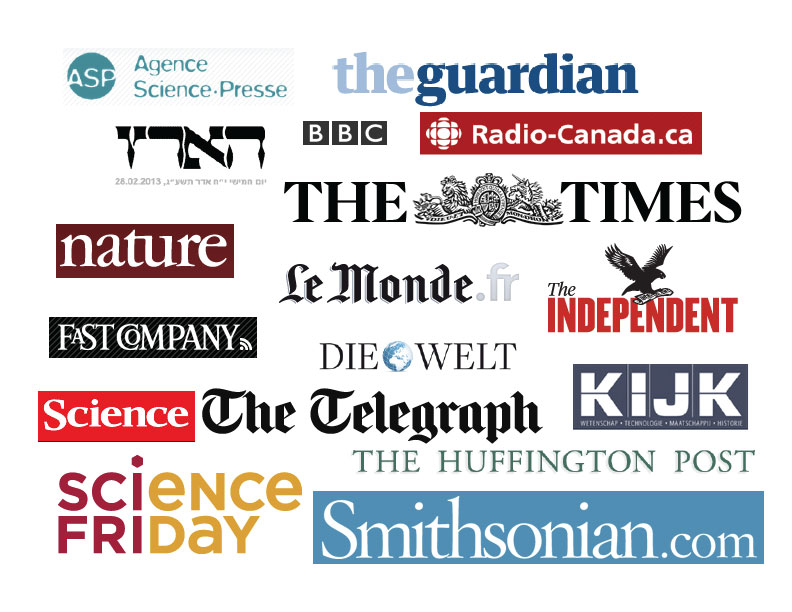 ASP
Agence
Science·Presse
theguardian
הארץ
יום חמישי י"ח אדר תשע"ג, 28.02.2013
BBC
Radio-Canada.ca
THE TIMES
nature
Le Monde.fr
The
INDEPENDENT
FAST COMPANY
DIE WELT
KIJK
WETENSCHAP • TECHNOLOGIE • MAATSCHAPPIJ • HISTORIE
Science
The Telegraph
THE HUFFINGTON POST
science
FRIDAY
Smithsonian.com